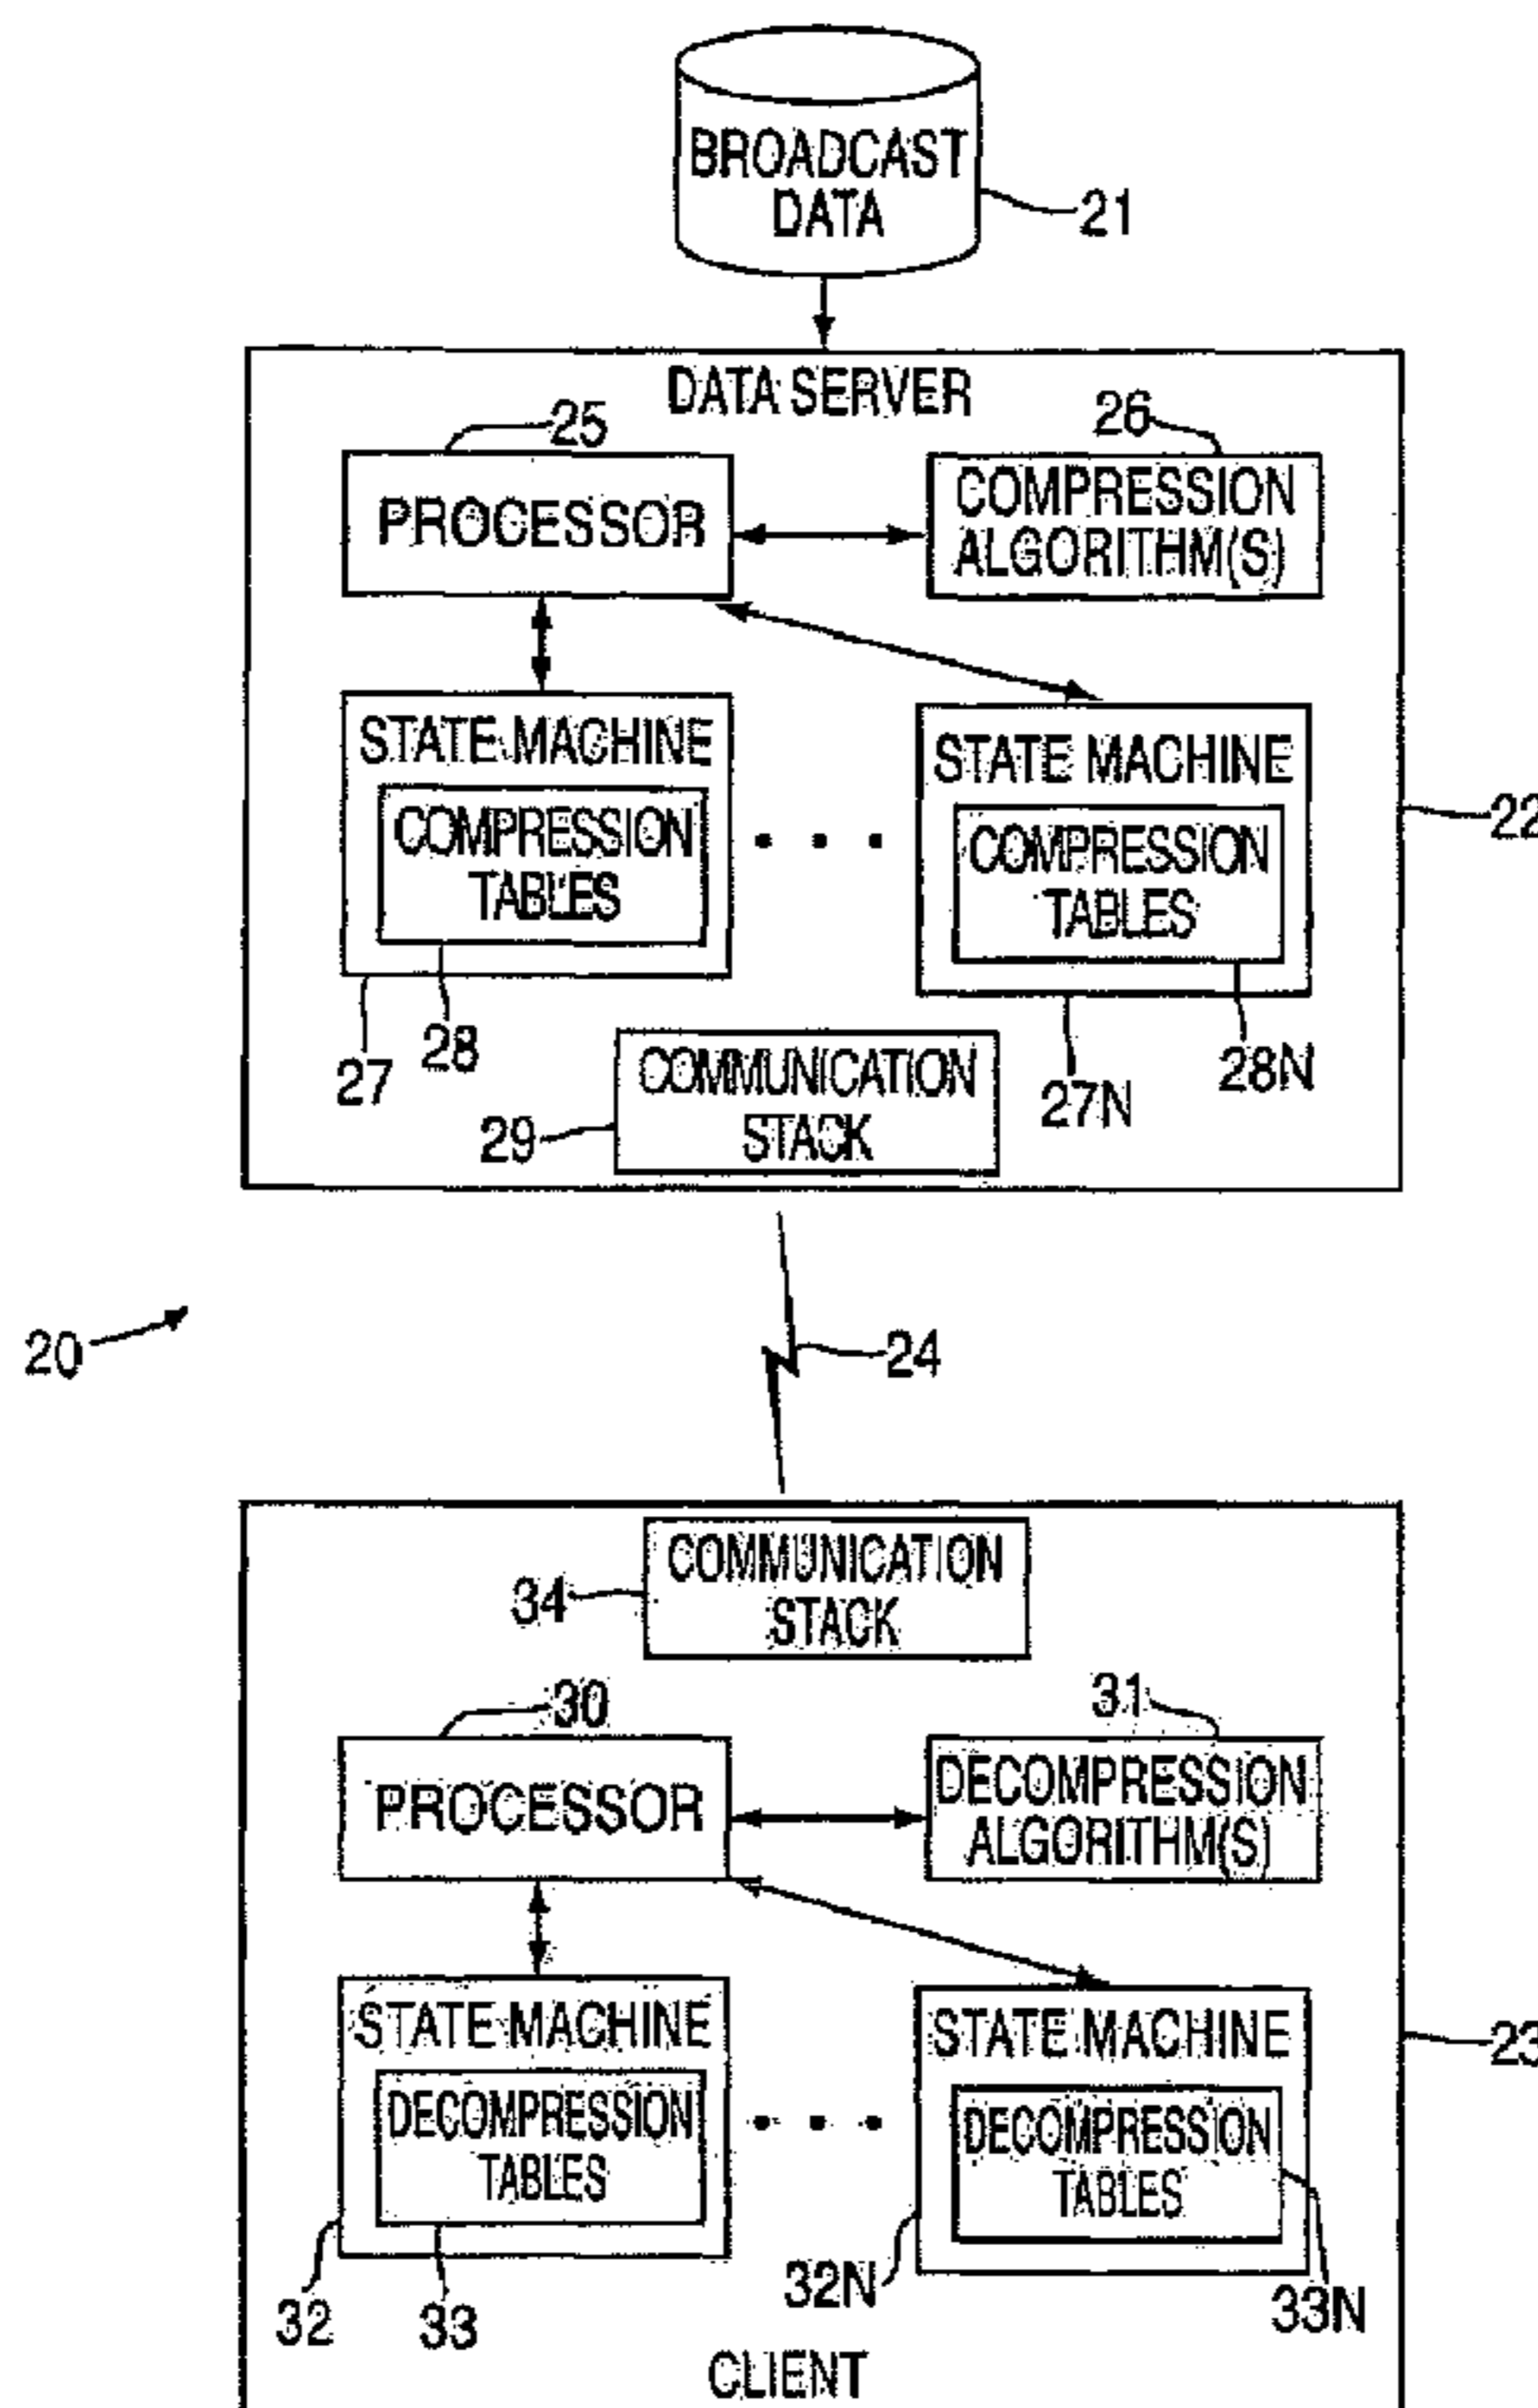 BROADCAST
DATA
21
DATA SERVER
25
26
PROCESSOR
COMPRESSION
ALGORITHM(S)
STATE MACHINE
COMPRESSION
TABLES
STATE MACHINE
COMPRESSION
TABLES
22
27
28
27N
28N
COMMUNICATION
STACK
29
20
24
COMMUNICATION
STACK
34
30
31
PROCESSOR
DECOMPRESSION
ALGORITHM(S)
STATE MACHINE
DECOMPRESSION
TABLES
STATE MACHINE
DECOMPRESSION
TABLES
23
32
33
32N
33N
CLIENT